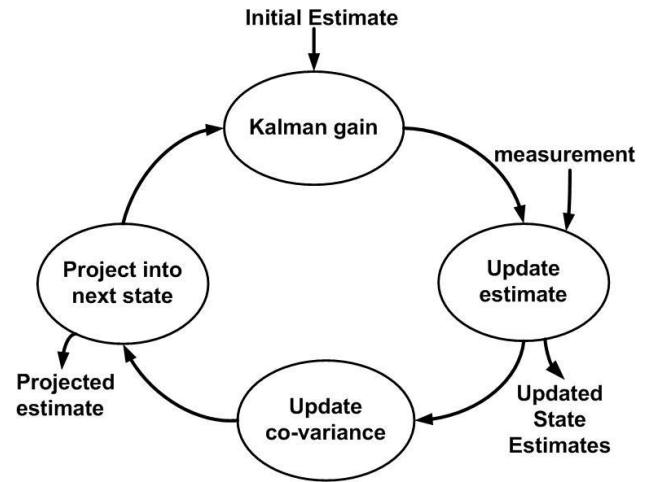 Initial Estimate
Kalman gain
measurement
Update
estimate
Updated
State
Estimates
Update
co-variance
Project into
next state
Projected
estimate